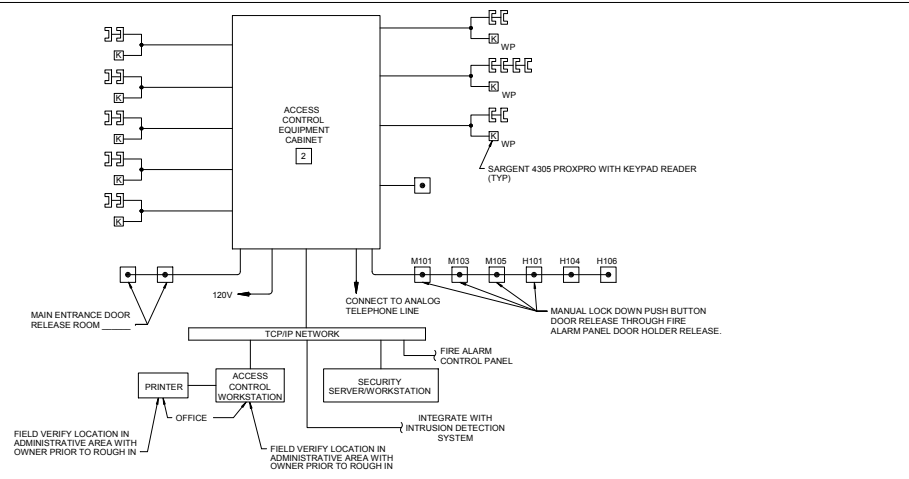 K
K
K
K
K
ACCESS
CONTROL
EQUIPMENT
CABINET
2
K
WP
K
WP
K
WP
SARGENT 4305 PROXPRO WITH KEYPAD READER
(TYP)
M101 M103 M105 H101 H104 H106
120V
CONNECT TO ANALOG
TELEPHONE LINE
MAIN ENTRANCE DOOR
RELEASE ROOM ______
MANUAL LOCK DOWN PUSH BUTTON
DOOR RELEASE THROUGH FIRE
ALARM PANEL DOOR HOLDER RELEASE.
TCP/IP NETWORK
FIRE ALARM
CONTROL PANEL
PRINTER
ACCESS
CONTROL
WORKSTATION
SECURITY
SERVER/WORKSTATION
OFFICE
INTEGRATE WITH
INTRUSION DETECTION
SYSTEM
FIELD VERIFY LOCATION IN
ADMINISTRATIVE AREA WITH
OWNER PRIOR TO ROUGH IN
FIELD VERIFY LOCATION IN
ADMINISTRATIVE AREA WITH
OWNER PRIOR TO ROUGH IN